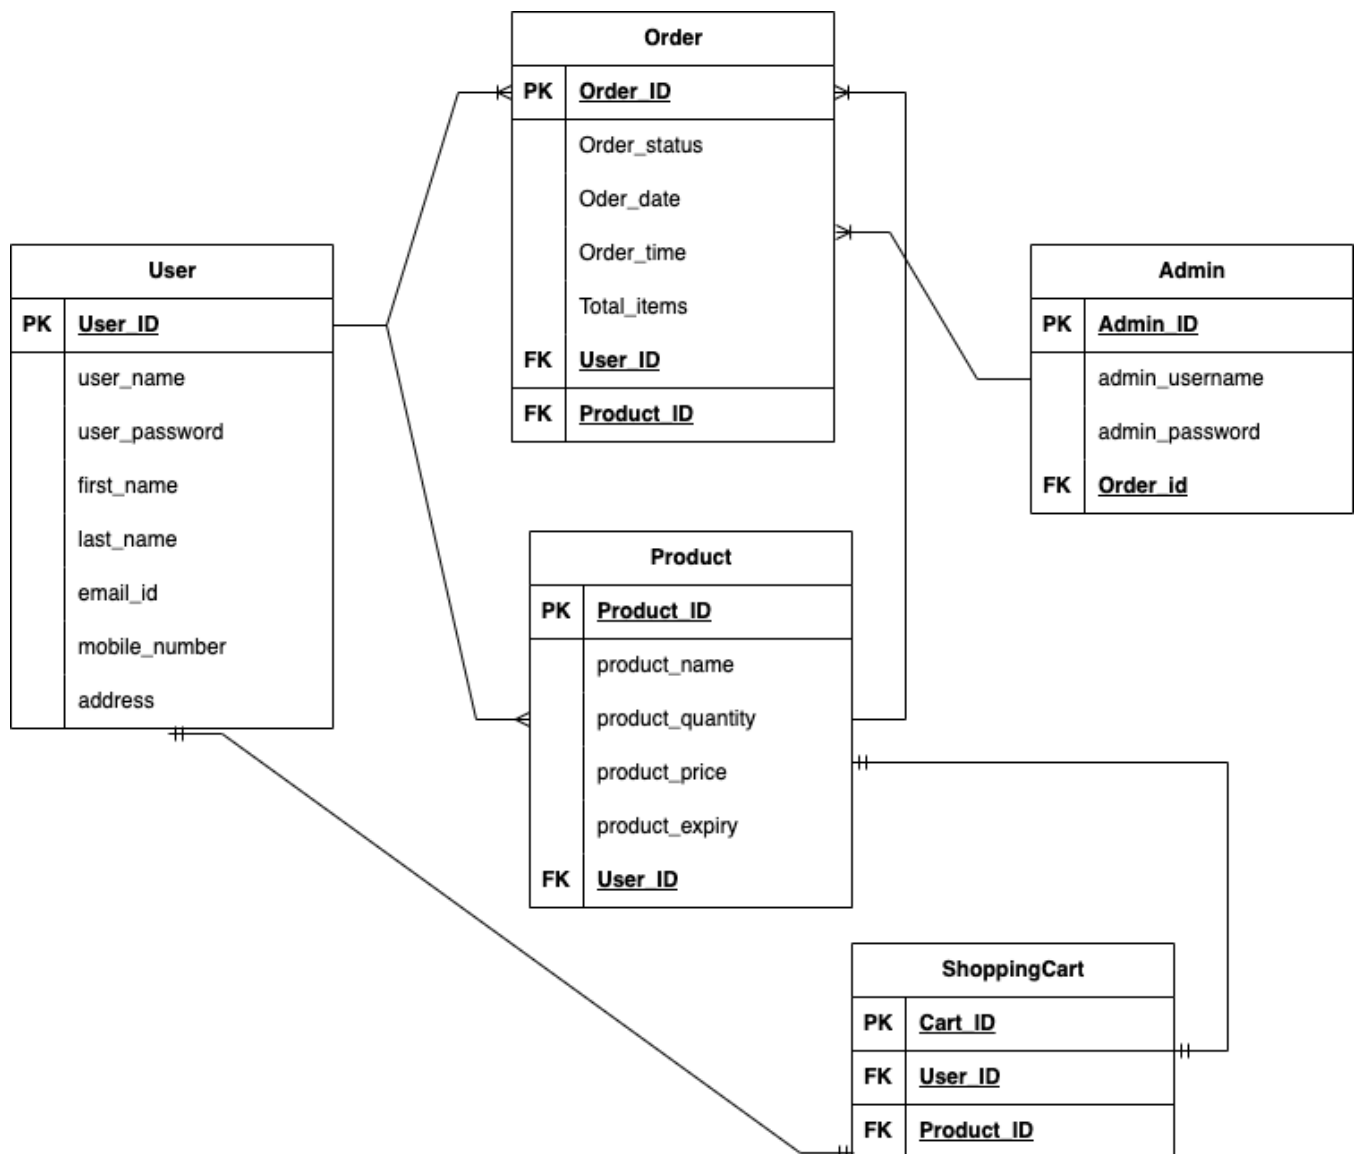 Order
PK Order_ID
Order_status
Oder_date
Order_time
Total_items
FK User_ID
FK Product_ID
User
PK User_ID
user_name
user_password
first_name
last_name
email_id
mobile_number
address
Admin
PK Admin_ID
admin_username
admin_password
FK Order_id
Product
PK Product_ID
product_name
product_quantity
product_price
product_expiry
FK User_ID
ShoppingCart
PK Cart_ID
FK User_ID
FK Product_ID